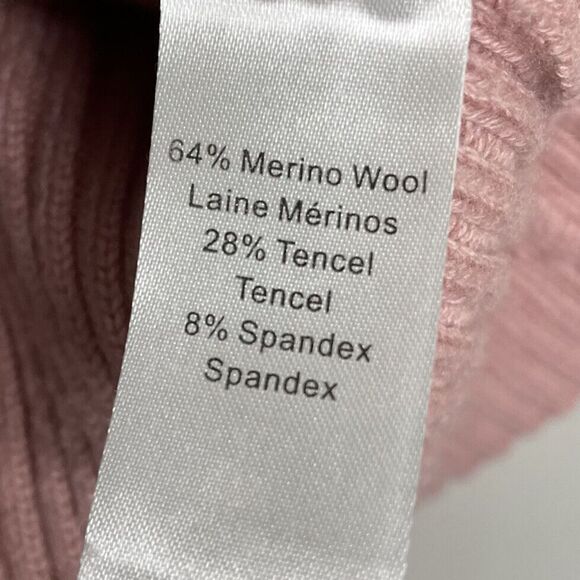 64% Merino Wool
Laine Mérinos
28% Tencel
Tencel
8% Spandex
Spandex